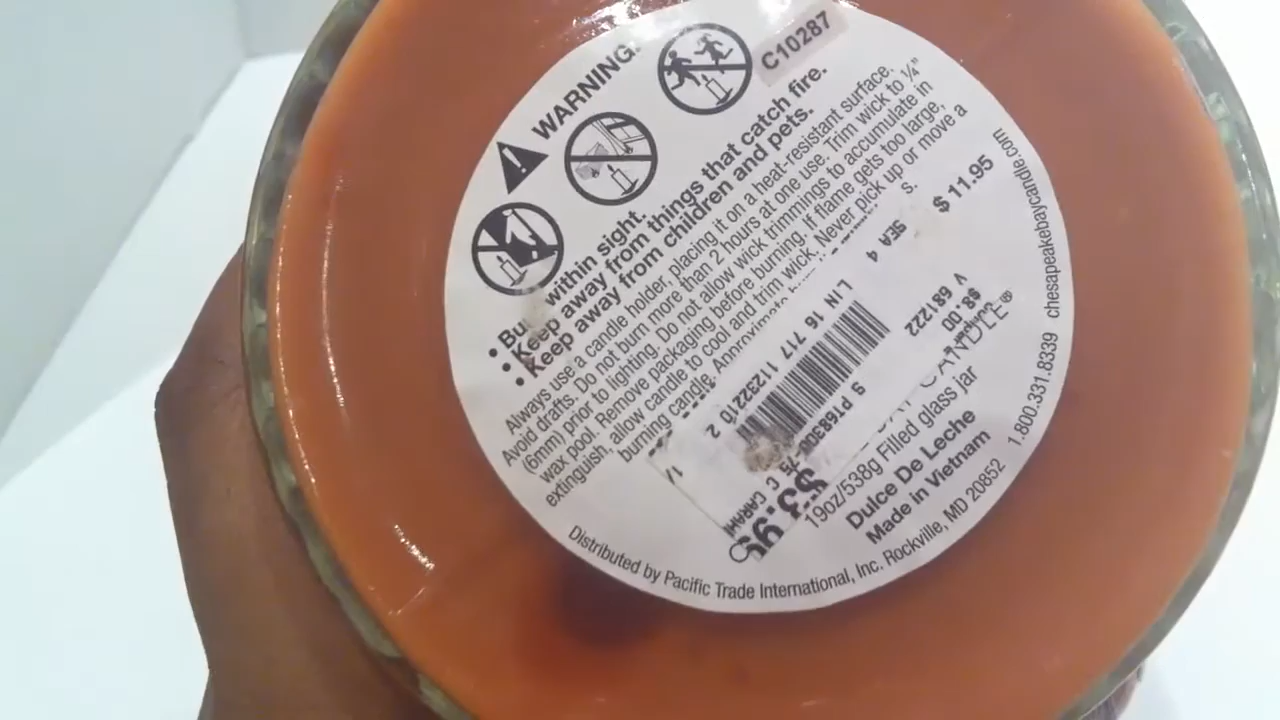 WARNING:
C10287
within sight.
Keep away from things that catch fire.
Keep away from children and pets.
Always use a candle holder, placing it on a heat-resistant surface.
Avoid drafts. Do not burn more than 2 hours at one use. Trim wick to ¼"
(6mm) prior to lighting. Do not allow wick trimmings to accumulate in
wax pool. Remove packaging before burning. If flame gets too large,
extinguish, allow candle to cool and trim wick. Never pick up or move a
burning candle.
$ 11.95
SEA 4
LIN 16 717 11232210 2
V 6812222
$8.00
$3.99
CANDLE®
19oz/538g Filled glass jar
Dulce De Leche
Made in Vietnam
Distributed by Pacific Trade International, Inc. Rockville, MD 20852 1.800.331.8339 chesapeakebaycandle.com